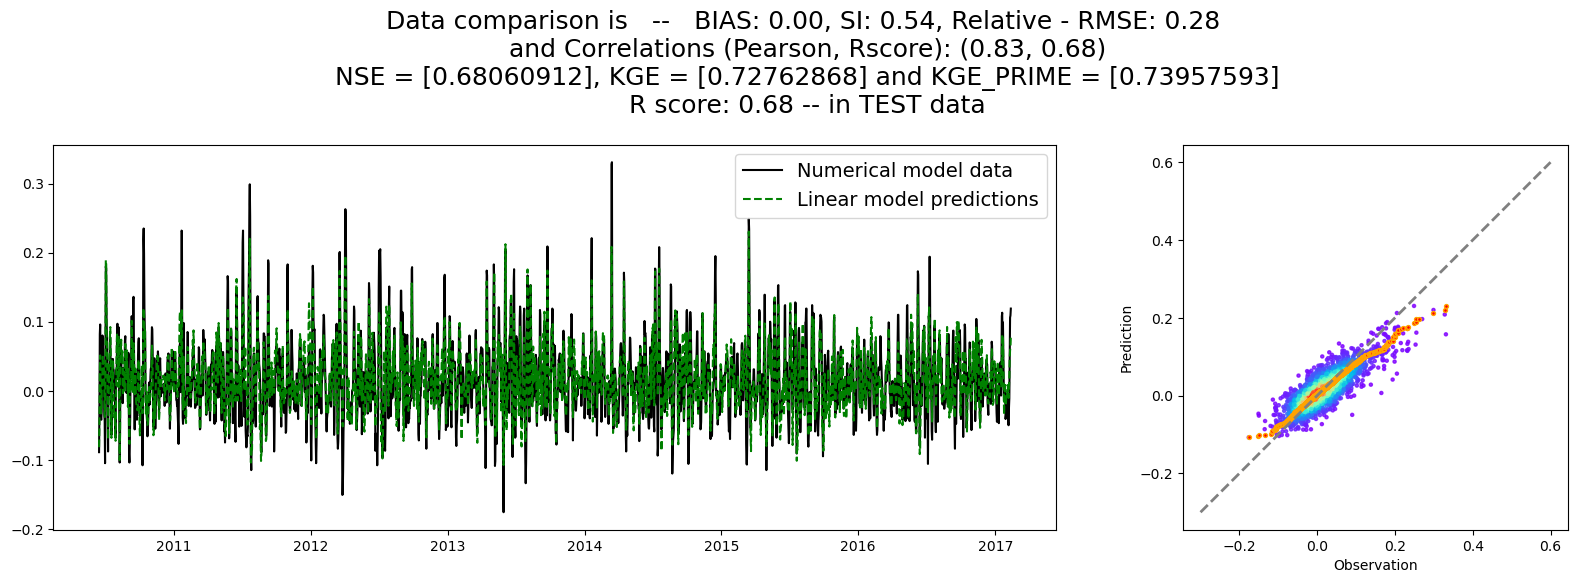 Data comparison is   --   BIAS: 0.00, SI: 0.54, Relative - RMSE: 0.28
and Correlations (Pearson, Rscore): (0.83, 0.68)
NSE = [0.68060912], KGE = [0.72762868] and KGE_PRIME = [0.73957593]
R score: 0.68 -- in TEST data
Numerical model data
Linear model predictions
0.3
0.2
0.1
0.0
−0.1
−0.2
2011
2012
2013
2014
2015
2016
2017
Prediction
0.6
0.4
0.2
0.0
−0.2
−0.2
0.0
0.2
0.4
0.6
Observation